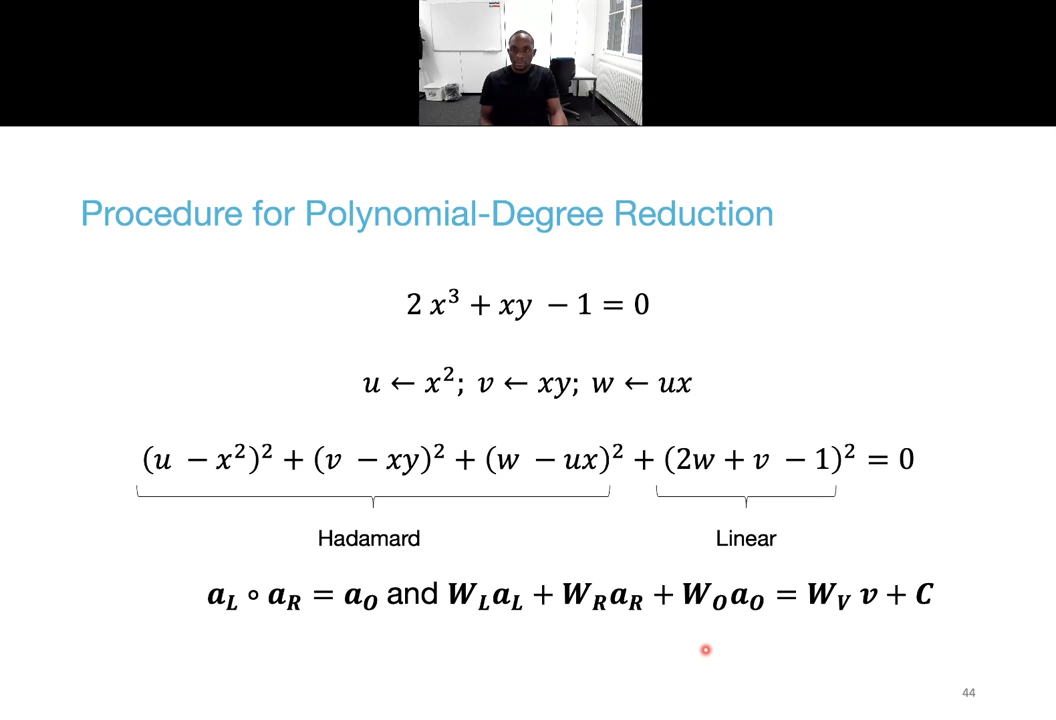 Procedure for Polynomial-Degree Reduction
2 x³ + xy − 1 = 0
u ← x²; v ← xy; w ← ux
(u − x²)² + (v − xy)² + (w − ux)² + (2w + v − 1)² = 0
Hadamard Linear
a_L ∘ a_R = a_O and W_L a_L + W_R a_R + W_O a_O = W_V v + C
44